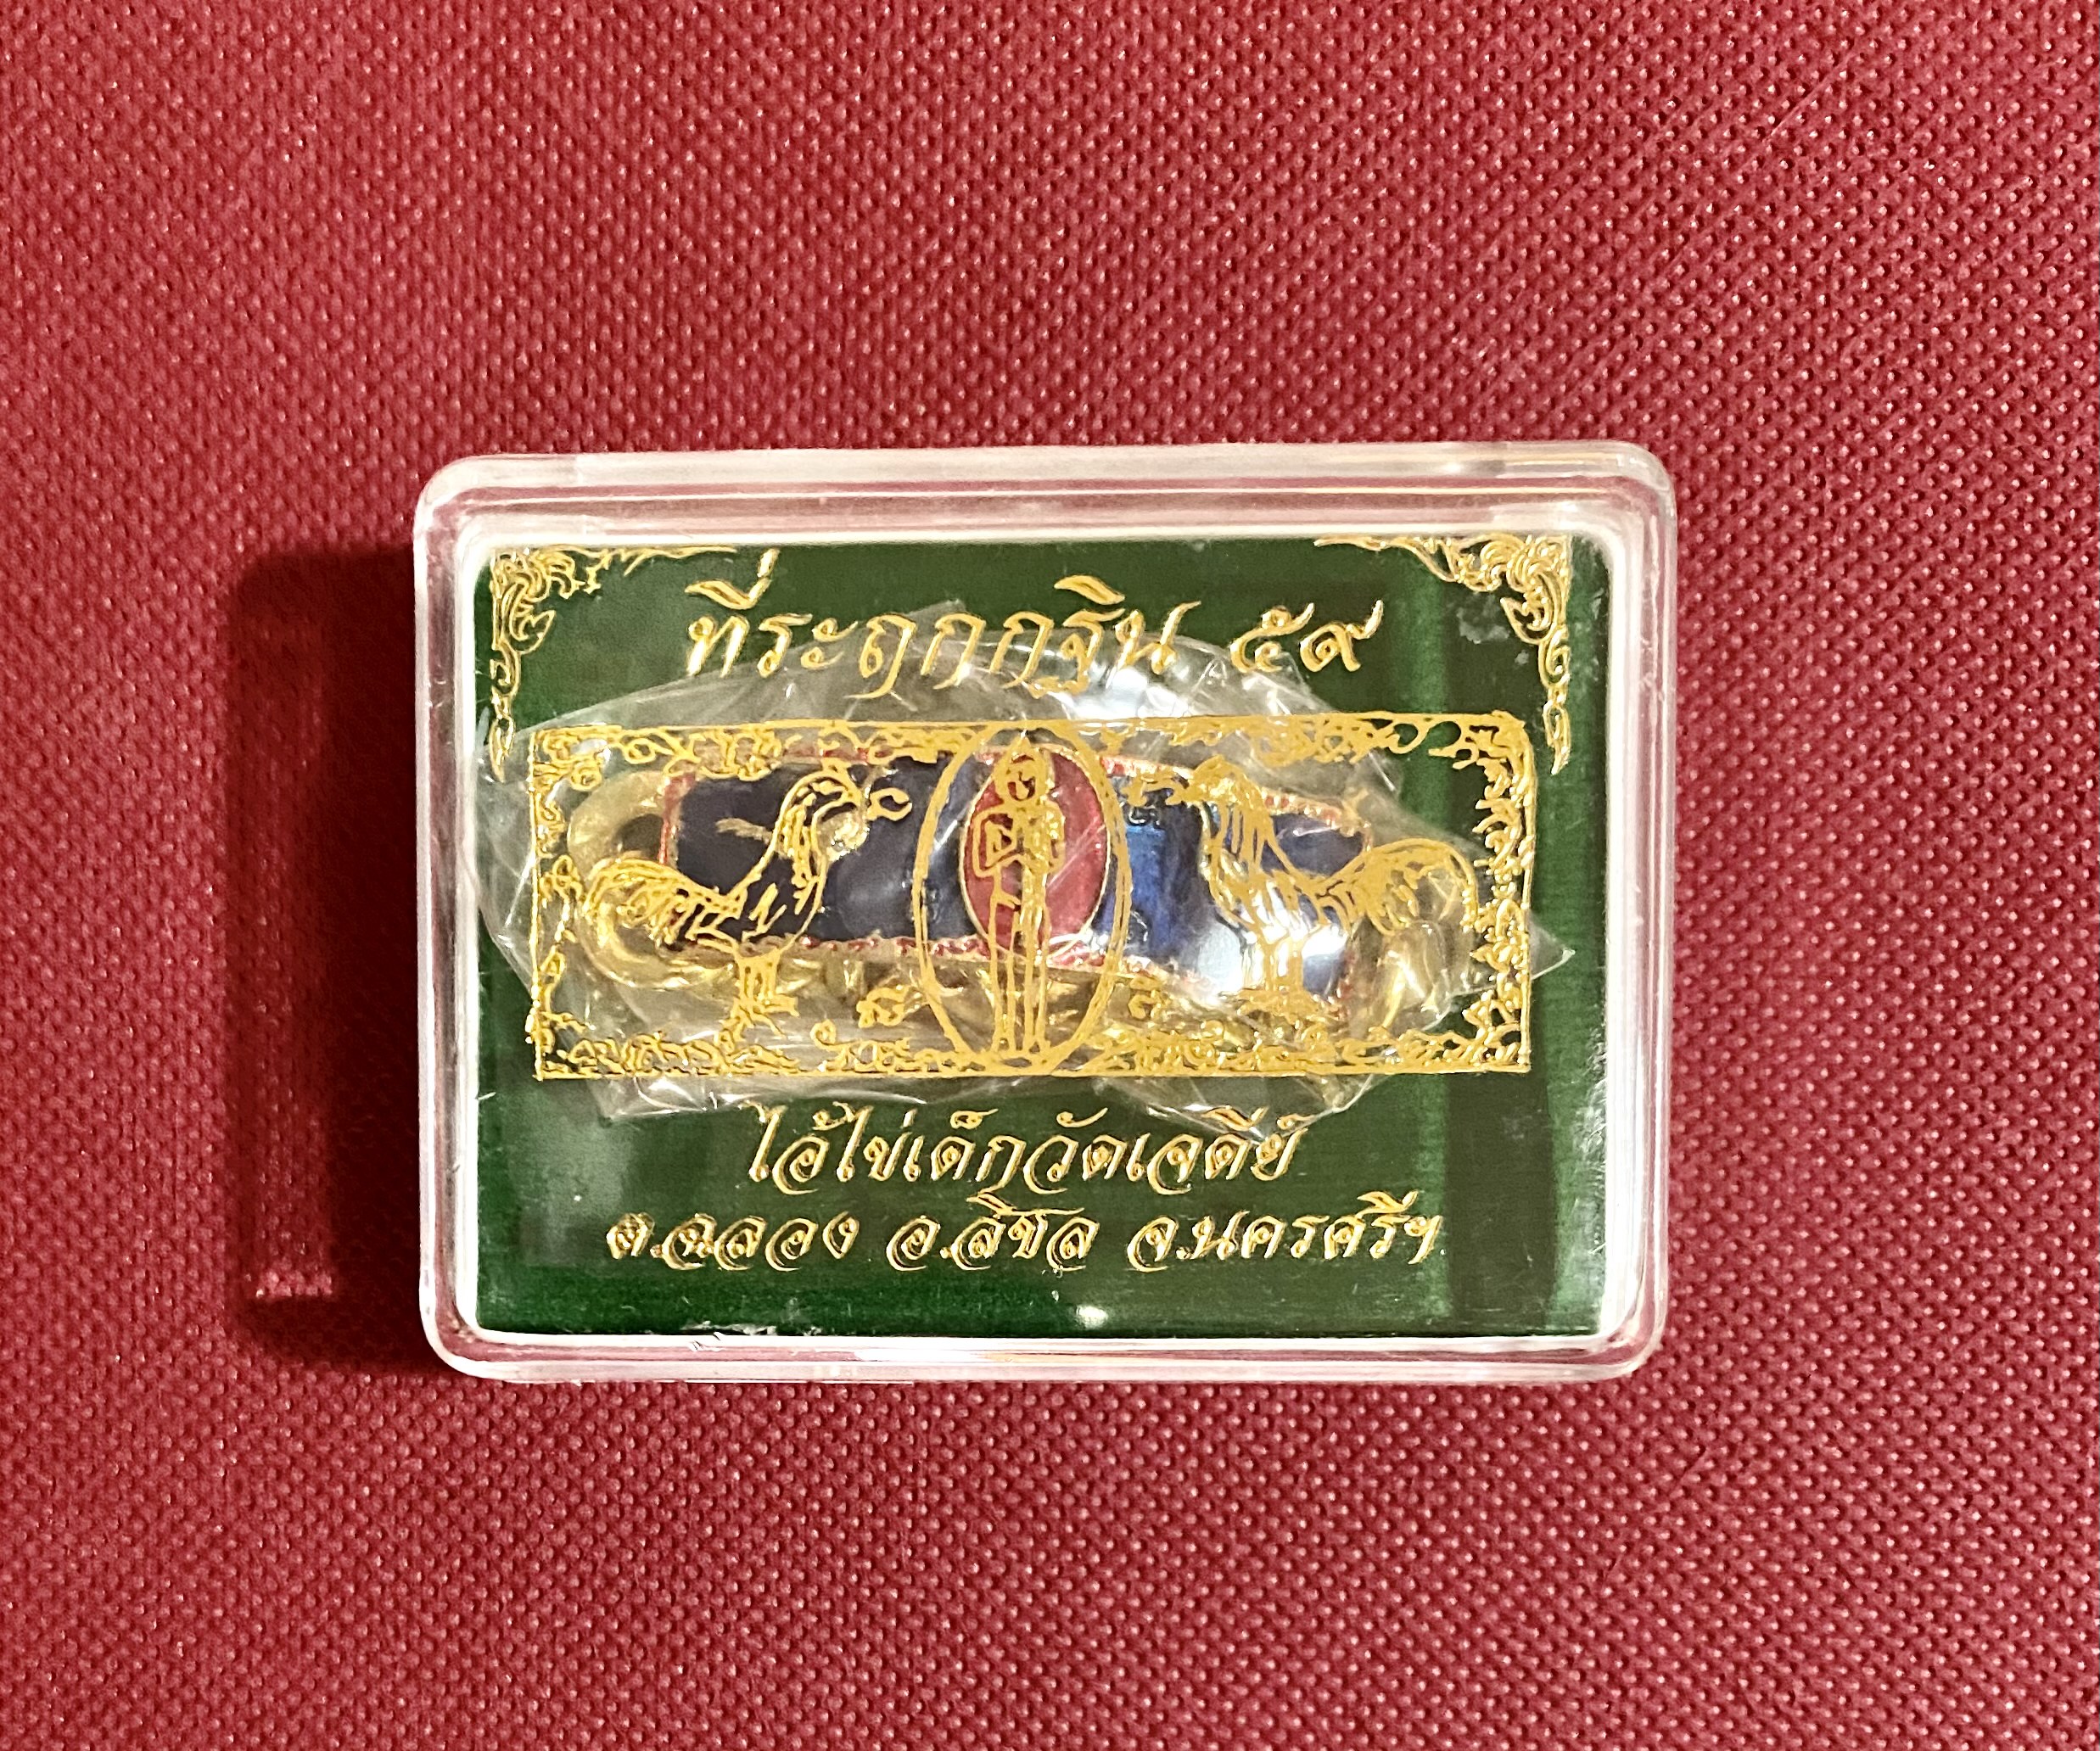 ที่ระฤกกฐิน ๕๙
ไอ้ไข่เด็กวัดเจดีย์
ต.ฉลอง อ.สิชล จ.นครศรีฯ